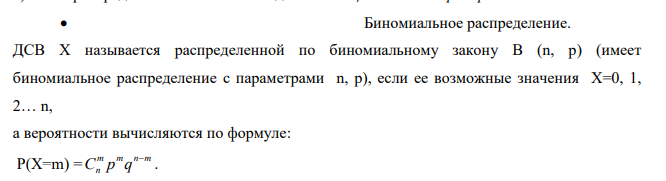 • Биномиальное распределение.
ДСВ X называется распределенной по биномиальному закону B (n, p) (имеет
биномиальное распределение с параметрами n, p), если ее возможные значения X=0, 1,
2… n,
а вероятности вычисляются по формуле:
P(X=m) = C_n^m p^m q^{n−m}.